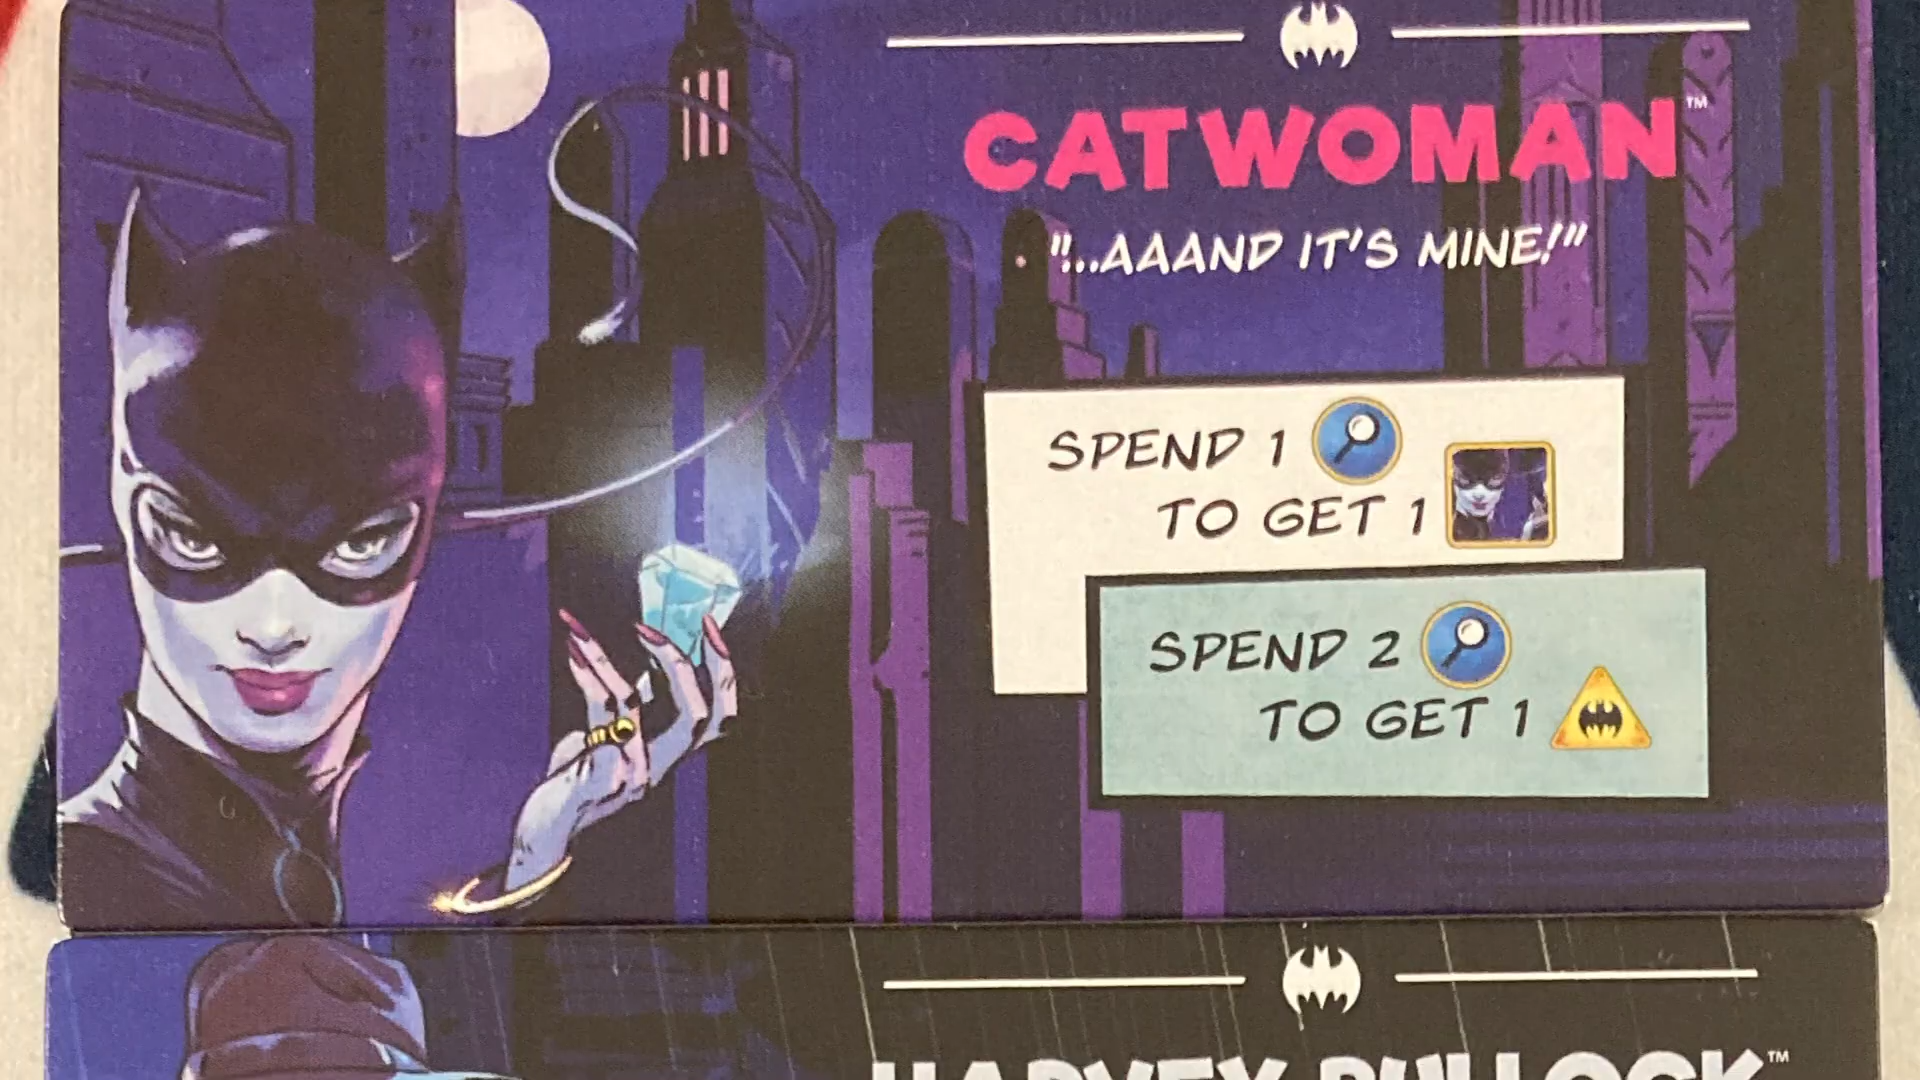 CATWOMAN™
"...AAAND IT'S MINE!"
SPEND 1
TO GET 1
SPEND 2
TO GET 1
HARVEY BULLOCK™